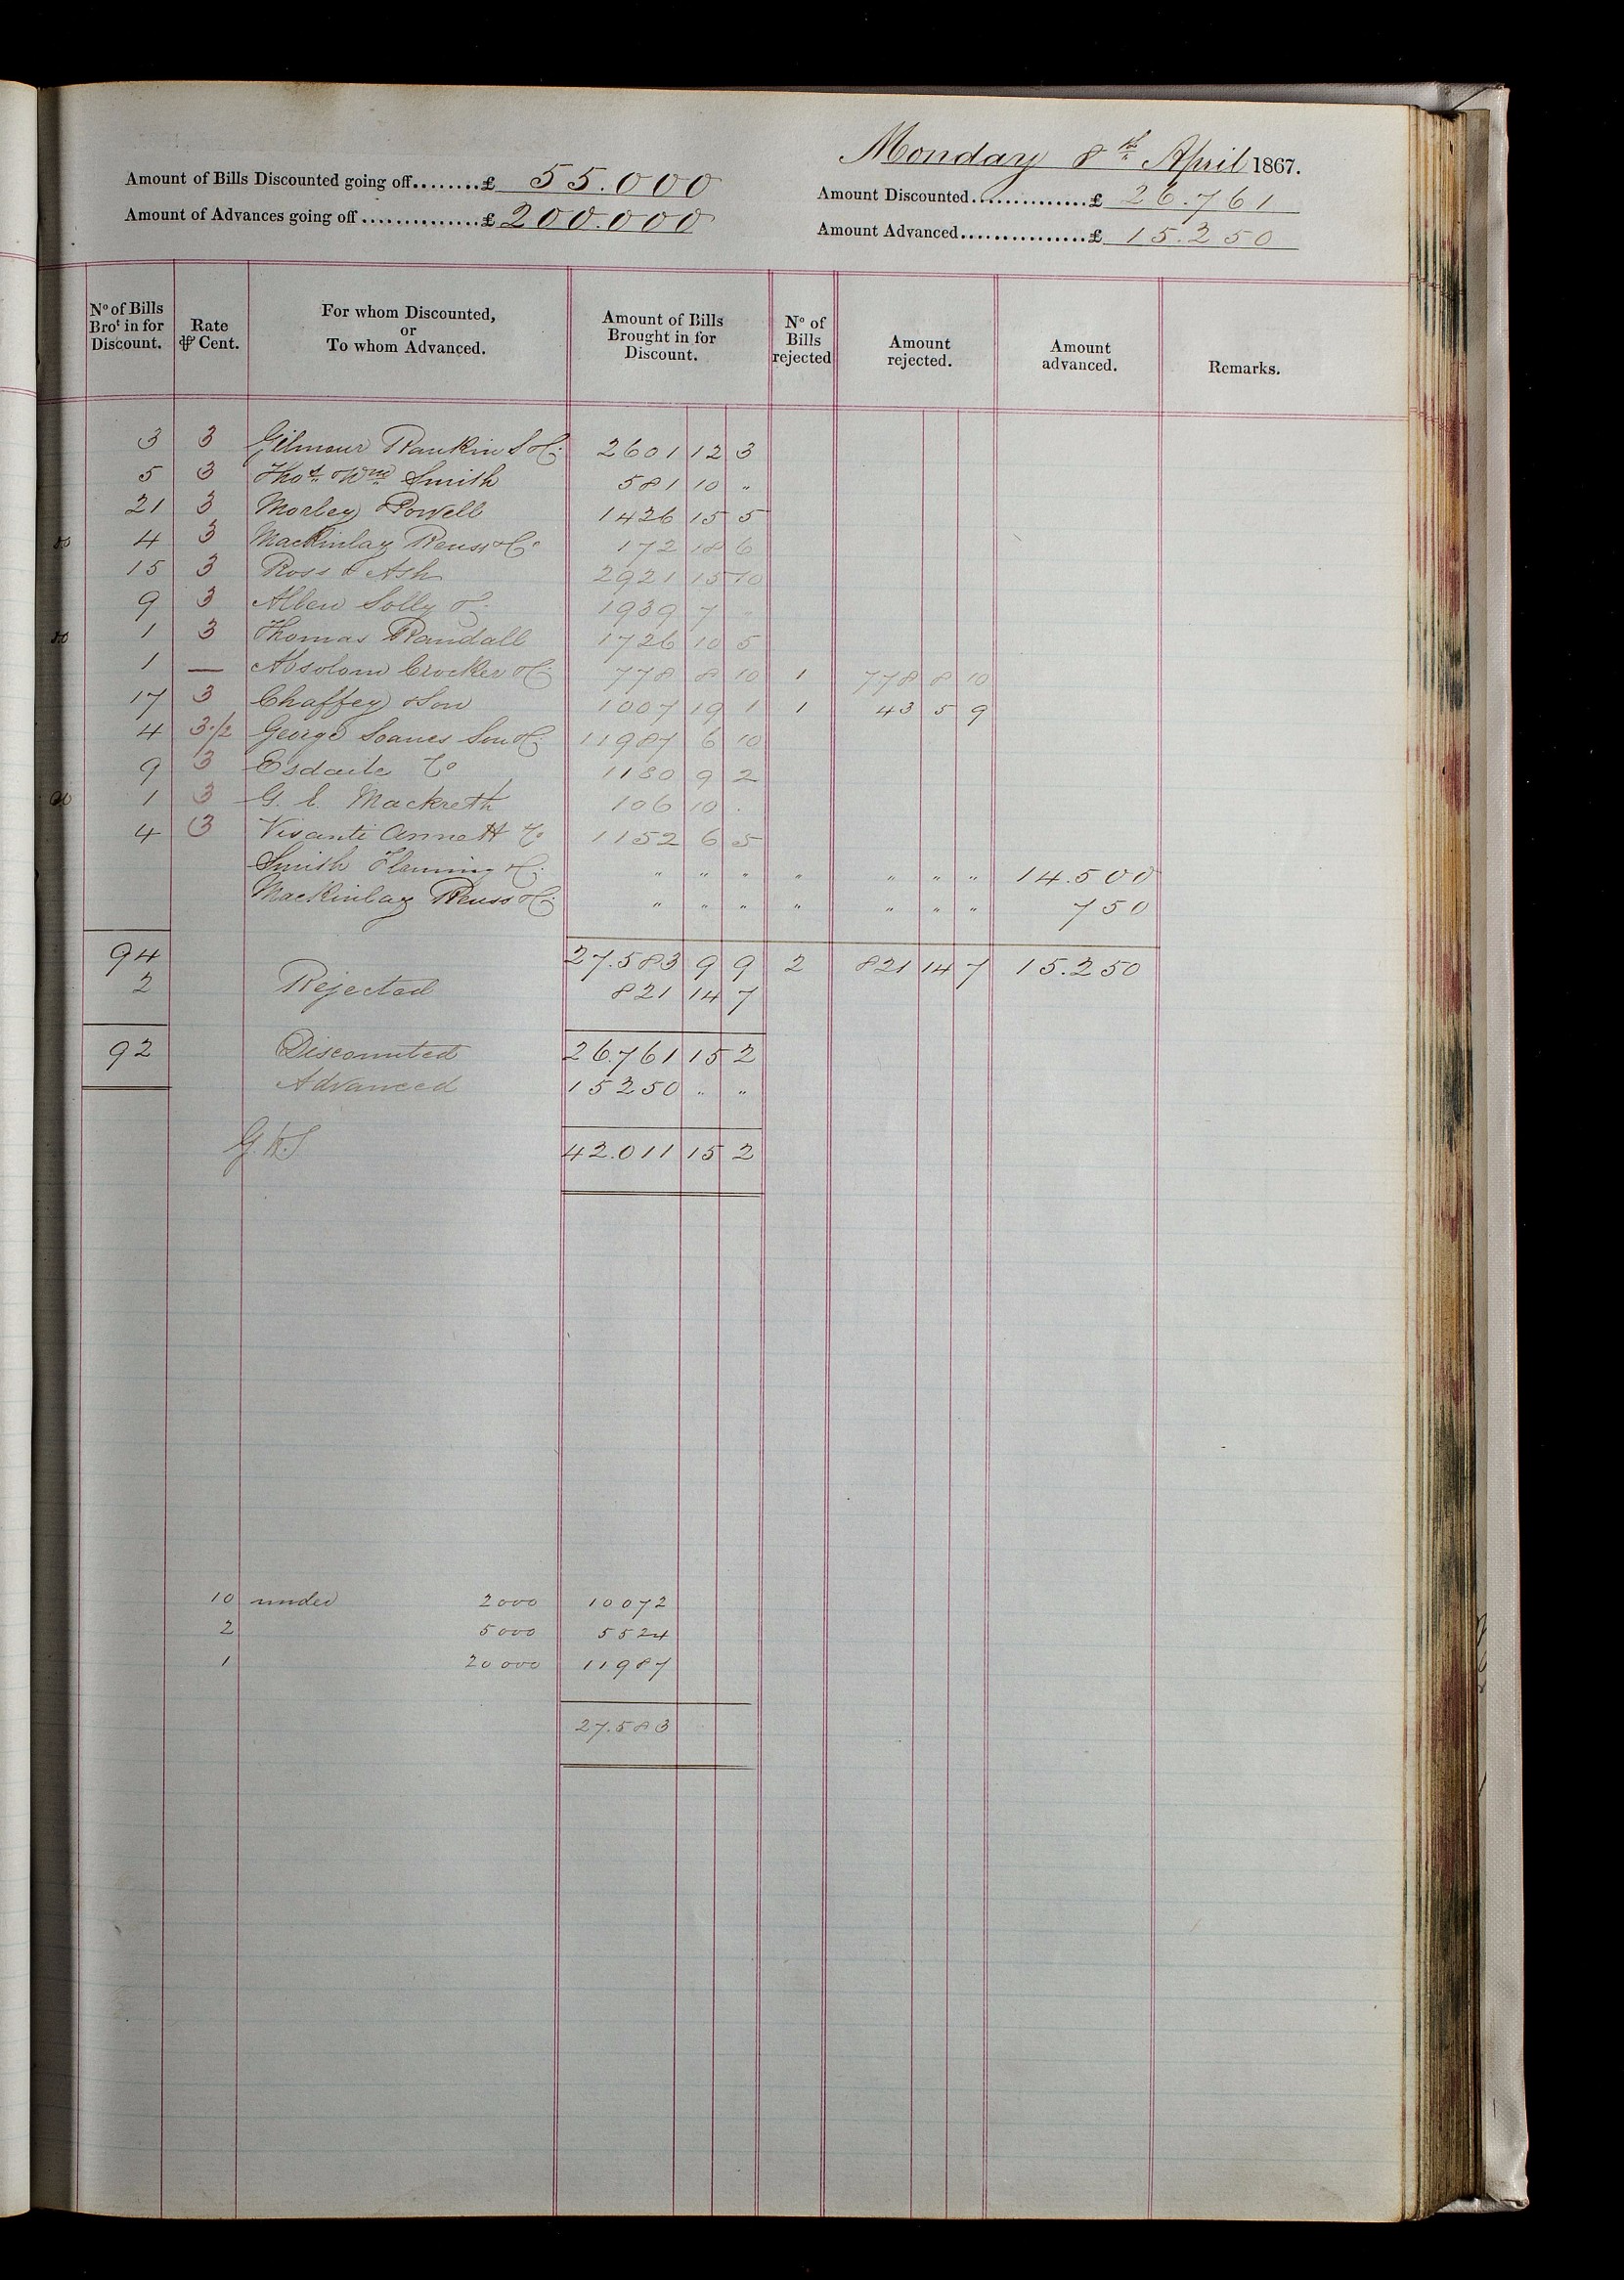 Monday 8th April 1867.
Amount of Bills Discounted going off........£ 55.000
Amount Discounted...............£ 26.761
Amount of Advances going off..............£ 200.000
Amount Advanced................£ 15.250
No of Bills Brot in for Discount. Rate ⅌ Cent. For whom Discounted, or To whom Advanced. Amount of Bills Brought in for Discount. No of Bills rejected Amount rejected. Amount advanced. Remarks.
3 3 Gilmour Rankin S & Co. 2601 12 3
5 3 Thos. & Wm. Smith 581 10 "
21 3 Morley & Powell 1426 15 5
4 3 Mackinlay Reuss & Co 172 18 6
15 3 Ross & Ash 2921 15 10
9 3 Solly & Co. 1939 7 "
1 3 Thomas Randall 1726 10 5
1 — Absolom Crocker & Co. 778 8 10 1 778 8 10
17 3 Chaffey & Son 1007 19 1 1 43 5 9
4 3½ George Soanes Son & Co. 11987 6 10
9 3 Esdaile & Co 1180 9 2
1 3 G. C. Mackreth 106 10 .
4 3 Annett & Co 1152 6 5
Smith Fleming & Co. " " " " " " " 14.500
Mackinlay Reuss & Co. " " " " " " " 750
94 27.583 9 9 2 821 14 7 15.250
2 Rejected 821 14 7
92 Discounted 26.761 15 2
Advanced 15250 " "
42.011 15 2
10 under 2000 10072
2 5000 5524
1 20000 11987
27.583